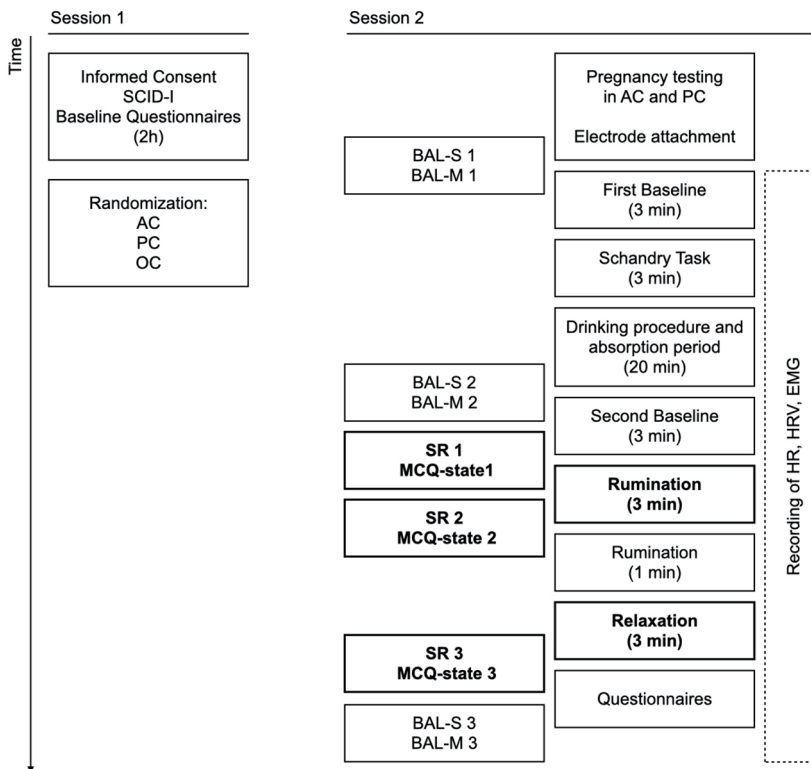 Session 1
Session 2
Time
Informed Consent
SCID-I
Baseline Questionnaires
(2h)
Randomization:
AC
PC
OC
Pregnancy testing
in AC and PC
Electrode attachment
BAL-S 1
BAL-M 1
First Baseline
(3 min)
Schandry Task
(3 min)
Drinking procedure and
absorption period
(20 min)
BAL-S 2
BAL-M 2
Second Baseline
(3 min)
SR 1
MCQ-state1
Rumination
(3 min)
SR 2
MCQ-state 2
Rumination
(1 min)
Relaxation
(3 min)
SR 3
MCQ-state 3
Questionnaires
BAL-S 3
BAL-M 3
Recording of HR, HRV, EMG